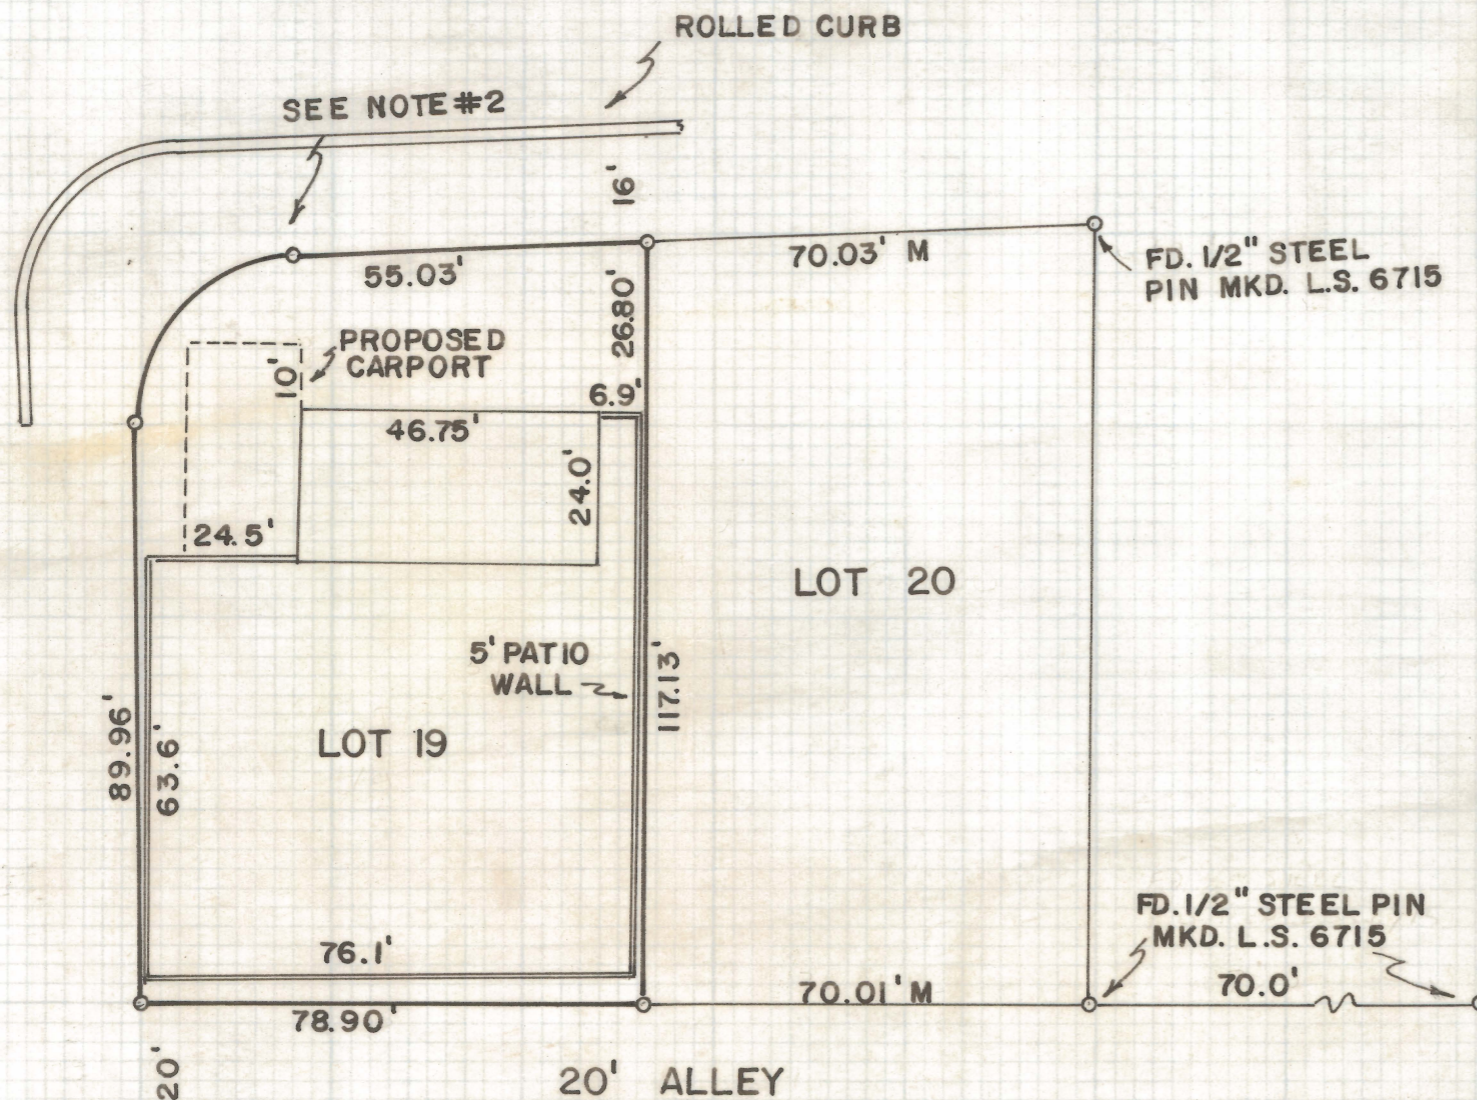 ROLLED CURB
SEE NOTE #2
16'
55.03'
70.03' M
FD. 1/2" STEEL
PIN MKD. L.S. 6715
26.80'
PROPOSED
CARPORT
10'
6.9'
46.75'
24.0'
24.5'
LOT 20
5' PATIO
WALL
117.13'
89.96'
63.6'
LOT 19
FD. 1/2" STEEL PIN
MKD. L.S. 6715
76.1'
70.0'
70.01' M
78.90'
20'
20' ALLEY